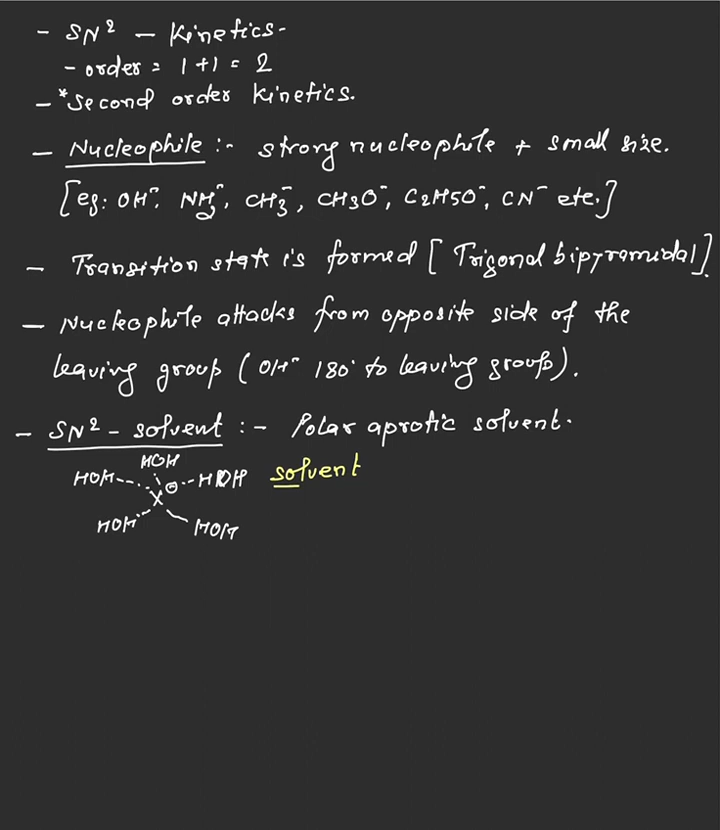 - SN² - Kinetics-
- order = 1+1 = 2
- *Second order Kinetics.
- Nucleophile :- strong nucleophile + small size.
[eg: OH⁻, NH₂⁻, CH₃⁻, CH3O⁻, C2H5O⁻, CN⁻ etc.]
- Transition state is formed [Trigonal bipyramidal].
- Nucleophile attacks from opposite side of the
leaving group (OH⁻ 180° to leaving group).
- SN² - solvent :- Polar aprotic solvent.
HOH
HOH---- X⊖--HOH solvent
HOH HOH